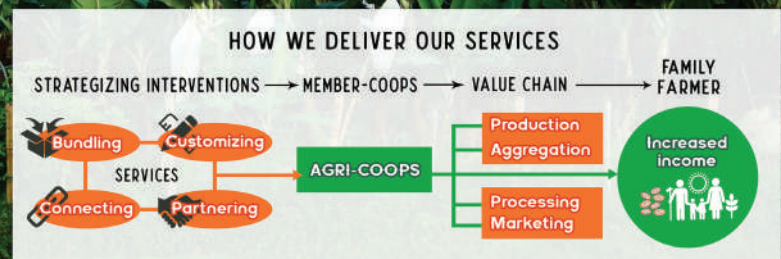 HOW WE DELIVER OUR SERVICES
STRATEGIZING INTERVENTIONS → MEMBER-COOPS → VALUE CHAIN → FAMILY
FARMER
Bundling
Customizing
SERVICES
Connecting
Partnering
AGRI-COOPS
Production
Aggregation
Processing
Marketing
Increased
income